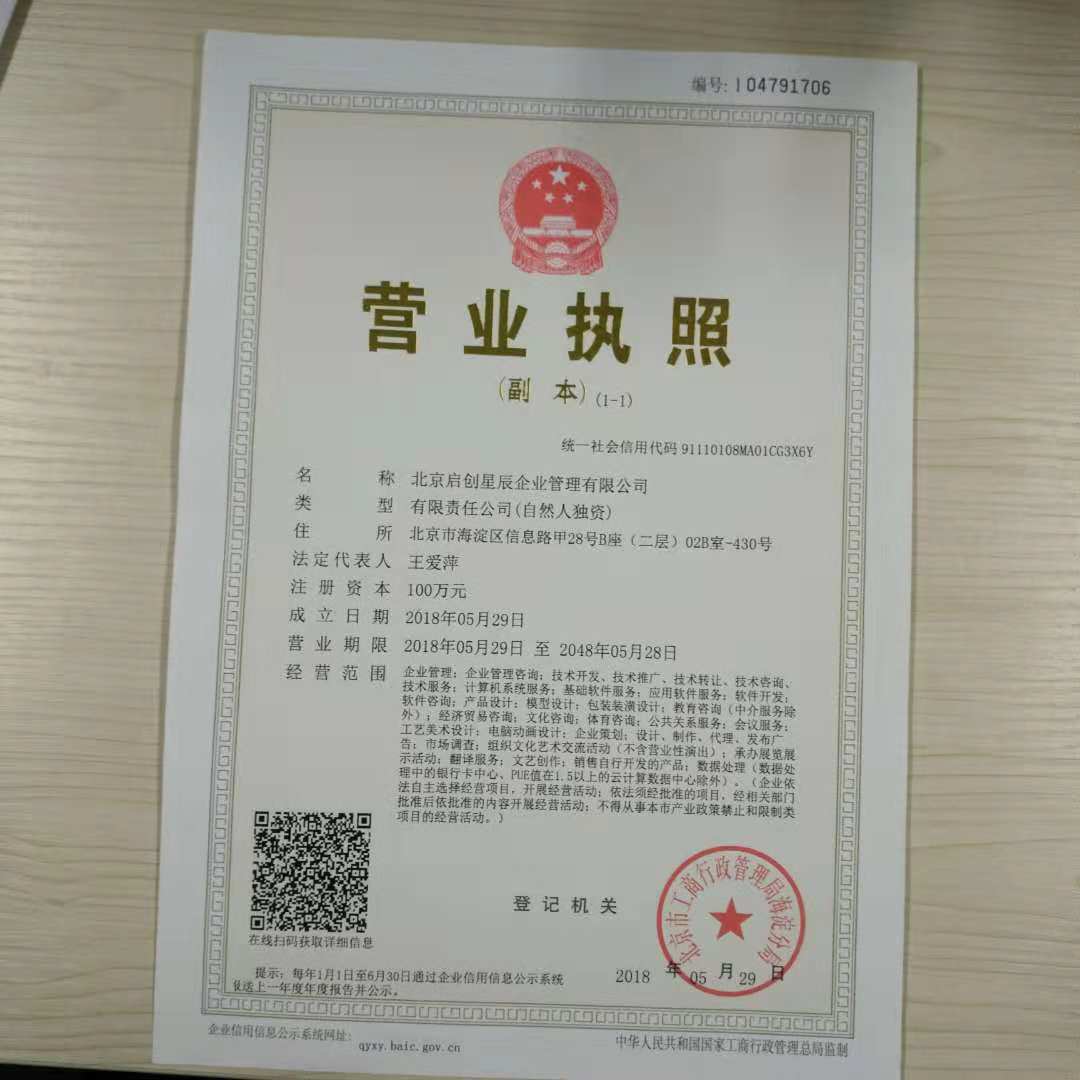 编号:104791706
营业执照
(副 本)(1-1)
统一社会信用代码 91110108MA01CG3X6Y
名 称 北京启创星辰企业管理有限公司
类 型 有限责任公司(自然人独资)
住 所 北京市海淀区信息路甲28号B座（二层）02B室-430号
法定代表人 王爱萍
注册资本 100万元
成立日期 2018年05月29日
营业期限 2018年05月29日 至 2048年05月28日
经营范围 企业管理；企业管理咨询；技术开发、技术推广、技术转让、技术咨询、
技术服务；计算机系统服务；基础软件服务；应用软件服务；软件开发；
软件咨询；产品设计；模型设计；包装装潢设计；教育咨询（中介服务除
外）；经济贸易咨询；文化咨询；体育咨询；公共关系服务；会议服务；
工艺美术设计；电脑动画设计；企业策划；设计、制作、代理、发布广
告；市场调查；组织文化艺术交流活动（不含营业性演出）；承办展览展
示活动；翻译服务；文艺创作；销售自行开发的产品；数据处理（数据处
理中的银行卡中心、PUE值在1.5以上的云计算数据中心除外）。（企业依
法自主选择经营项目，开展经营活动；依法须经批准的项目，经相关部门
批准后依批准的内容开展经营活动；不得从事本市产业政策禁止和限制类
项目的经营活动。）
在线扫码获取详细信息
登记机关
北京市工商行政管理局海淀分局
2018 年 05 月 29 日
提示：每年1月1日至6月30日通过企业信用信息公示系统
报送上一年度年度报告并公示。
企业信用信息公示系统网址:
qyxy.baic.gov.cn
中华人民共和国国家工商行政管理总局监制